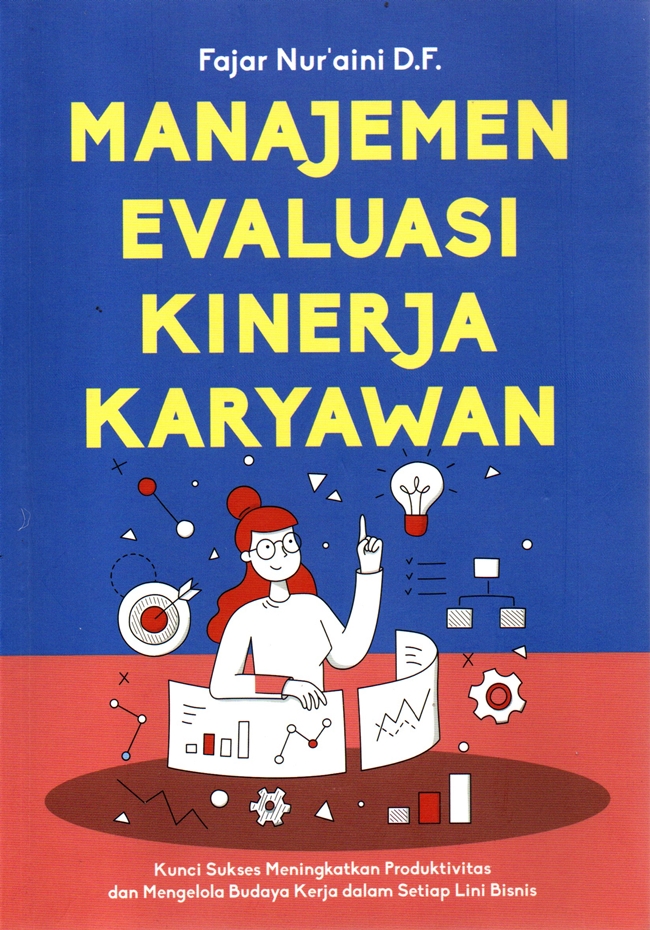 Fajar Nur'aini D.F.
MANAJEMEN
EVALUASI
KINERJA
KARYAWAN
Kunci Sukses Meningkatkan Produktivitas
dan Mengelola Budaya Kerja dalam Setiap Lini Bisnis